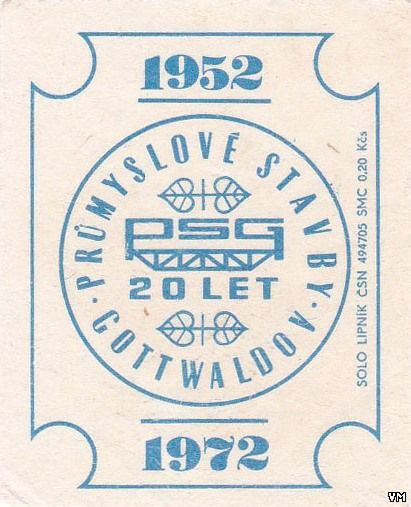 1952
PRŮMYSLOVÉ STAVBY
PSG
20 LET
· GOTTWALDOV ·
1972
SOLO LIPNÍK ČSN 494705 SMC 0,20 Kčs
VM